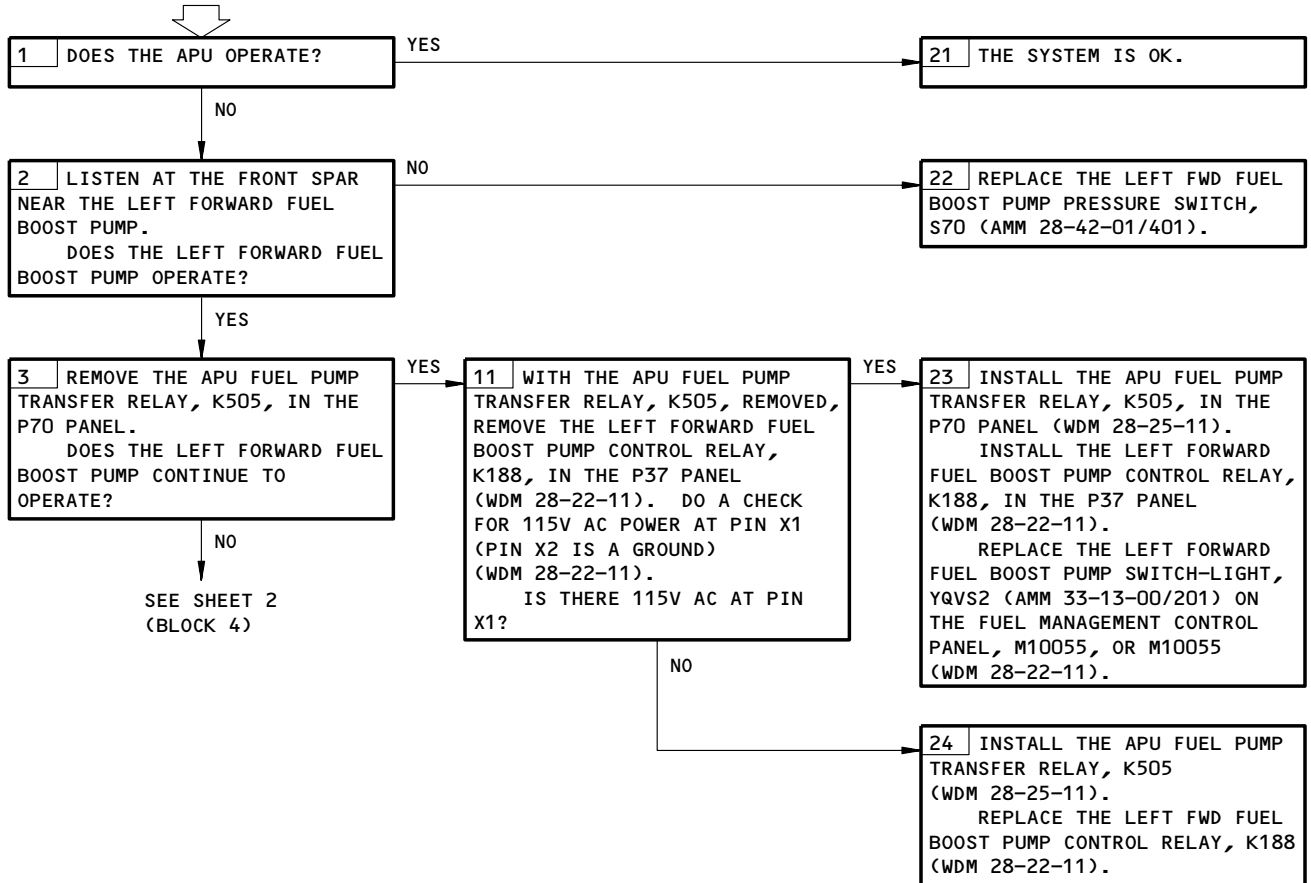 1 DOES THE APU OPERATE?
YES
21 THE SYSTEM IS OK.
NO
2 LISTEN AT THE FRONT SPAR
NEAR THE LEFT FORWARD FUEL
BOOST PUMP.
DOES THE LEFT FORWARD FUEL
BOOST PUMP OPERATE?
NO
22 REPLACE THE LEFT FWD FUEL
BOOST PUMP PRESSURE SWITCH,
S70 (AMM 28-42-01/401).
YES
3 REMOVE THE APU FUEL PUMP
TRANSFER RELAY, K505, IN THE
P70 PANEL.
DOES THE LEFT FORWARD FUEL
BOOST PUMP CONTINUE TO
OPERATE?
YES
11 WITH THE APU FUEL PUMP
TRANSFER RELAY, K505, REMOVED,
REMOVE THE LEFT FORWARD FUEL
BOOST PUMP CONTROL RELAY,
K188, IN THE P37 PANEL
(WDM 28-22-11). DO A CHECK
FOR 115V AC POWER AT PIN X1
(PIN X2 IS A GROUND)
(WDM 28-22-11).
IS THERE 115V AC AT PIN
X1?
YES
23 INSTALL THE APU FUEL PUMP
TRANSFER RELAY, K505, IN THE
P70 PANEL (WDM 28-25-11).
INSTALL THE LEFT FORWARD
FUEL BOOST PUMP CONTROL RELAY,
K188, IN THE P37 PANEL
(WDM 28-22-11).
REPLACE THE LEFT FORWARD
FUEL BOOST PUMP SWITCH-LIGHT,
YQVS2 (AMM 33-13-00/201) ON
THE FUEL MANAGEMENT CONTROL
PANEL, M10055, OR M10055
(WDM 28-22-11).
NO
SEE SHEET 2
(BLOCK 4)
NO
24 INSTALL THE APU FUEL PUMP
TRANSFER RELAY, K505
(WDM 28-25-11).
REPLACE THE LEFT FWD FUEL
BOOST PUMP CONTROL RELAY, K188
(WDM 28-22-11).